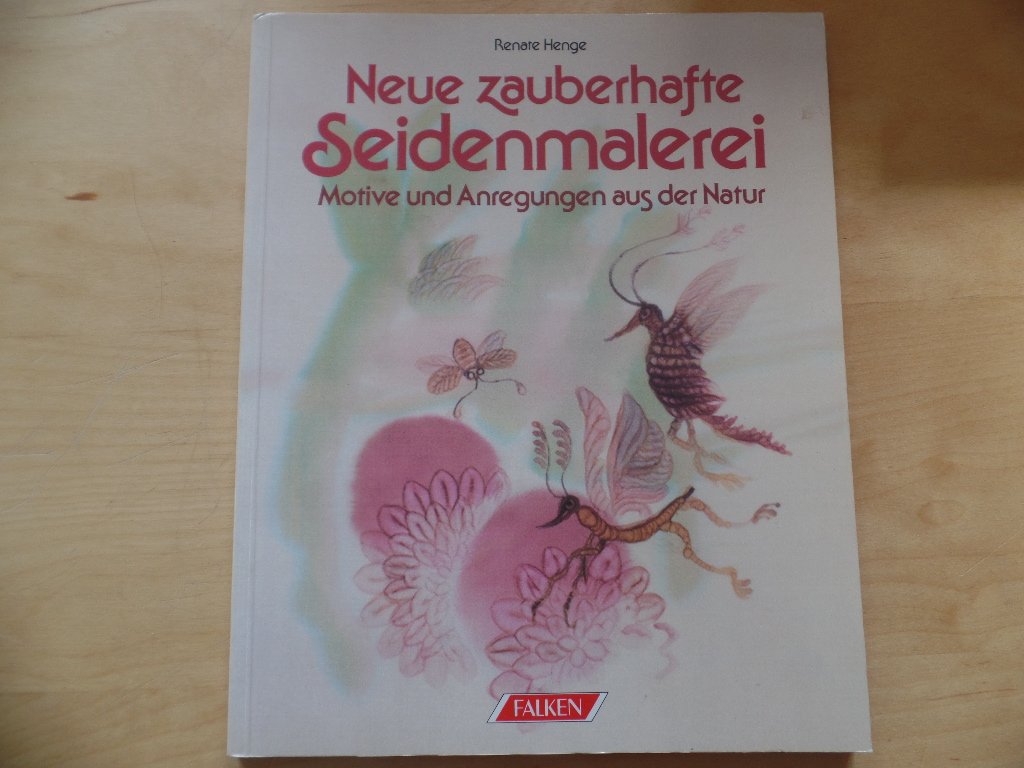 Renate Henge
Neue zauberhafte
Seidenmalerei
Motive und Anregungen aus der Natur
FALKEN